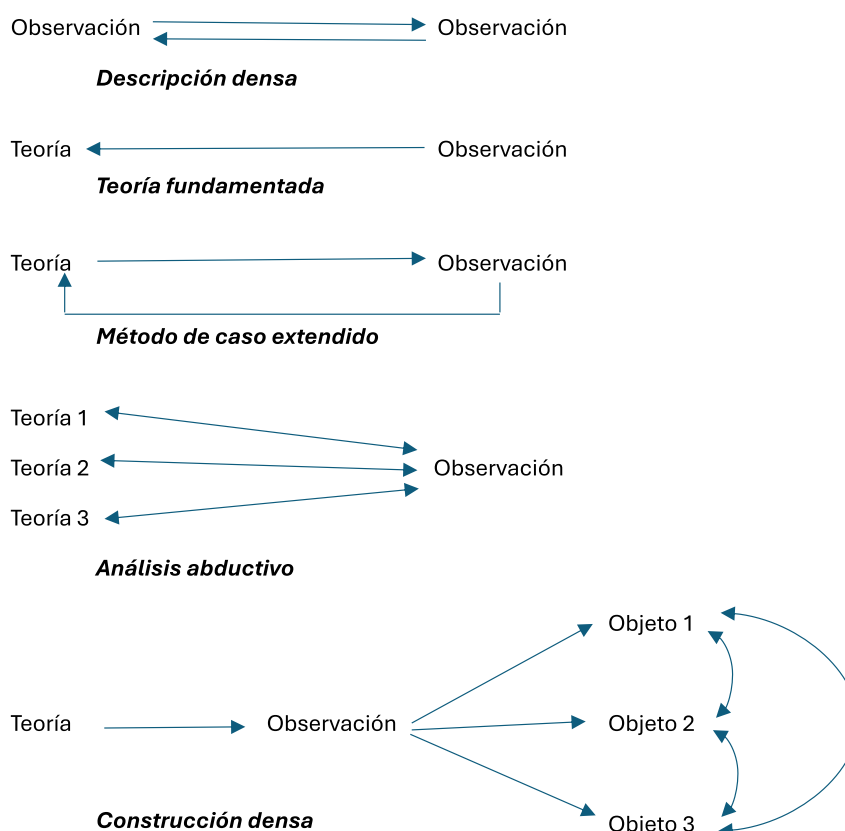 Observación Observación
Descripción densa
Teoría Observación
Teoría fundamentada
Teoría Observación
Método de caso extendido
Teoría 1
Teoría 2 Observación
Teoría 3
Análisis abductivo
Objeto 1
Teoría Observación Objeto 2
Construcción densa Objeto 3